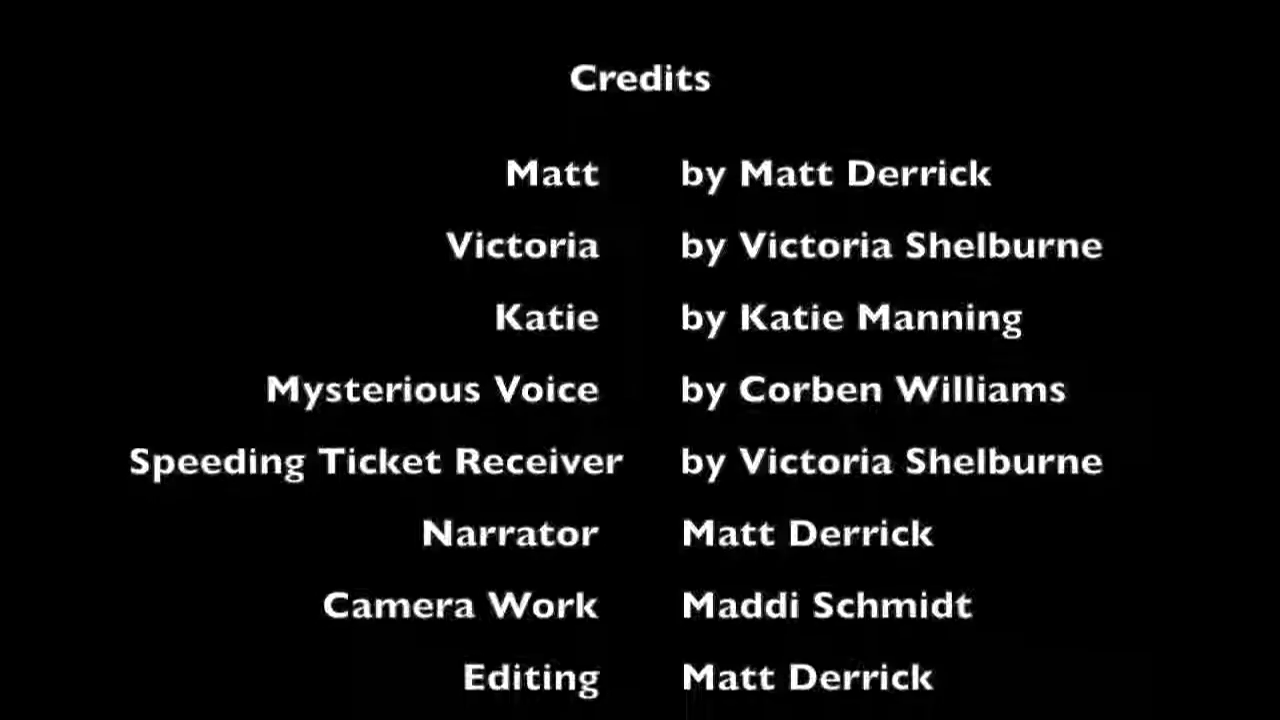 Credits
Matt by Matt Derrick
Victoria by Victoria Shelburne
Katie by Katie Manning
Mysterious Voice by Corben Williams
Speeding Ticket Receiver by Victoria Shelburne
Narrator Matt Derrick
Camera Work Maddi Schmidt
Editing Matt Derrick